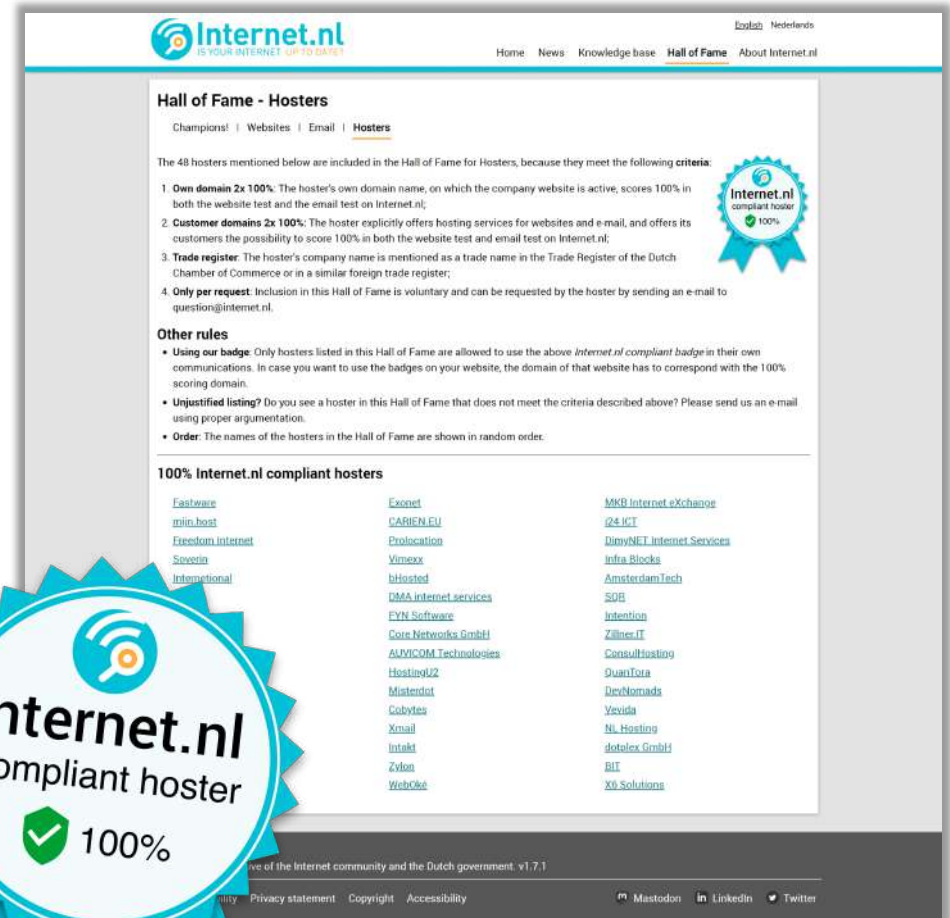 Internet.nl
IS YOUR INTERNET UP TO DATE?
English Nederlands
Home News Knowledge base Hall of Fame About Internet.nl
Hall of Fame - Hosters
Champions! | Websites | Email | Hosters
The 48 hosters mentioned below are included in the Hall of Fame for Hosters, because they meet the following criteria:
1. Own domain 2x 100%: The hoster's own domain name, on which the company website is active, scores 100% in
both the website test and the email test on Internet.nl;
2. Customer domains 2x 100%: The hoster explicitly offers hosting services for websites and e-mail, and offers its
customers the possibility to score 100% in both the website test and email test on Internet.nl;
3. Trade register: The hoster's company name is mentioned as a trade name in the Trade Register of the Dutch
Chamber of Commerce or in a similar foreign trade register;
4. Only per request: Inclusion in this Hall of Fame is voluntary and can be requested by the hoster by sending an e-mail to
question@internet.nl.
Internet.nl
compliant hoster
100%
Other rules
• Using our badge: Only hosters listed in this Hall of Fame are allowed to use the above Internet.nl compliant badge in their own
communications. In case you want to use the badges on your website, the domain of that website has to correspond with the 100%
scoring domain.
• Unjustified listing? Do you see a hoster in this Hall of Fame that does not meet the criteria described above? Please send us an e-mail
using proper argumentation.
• Order: The names of the hosters in the Hall of Fame are shown in random order.
100% Internet.nl compliant hosters
Fastware Exonet MKB Internet eXchange
mijn.host CARIEN.EU i24 ICT
Freedom Internet Prolocation DimyNET Internet Services
Soverin Vimexx Infra Blocks
Internetional bHosted AmsterdamTech
DMA internet services SQR
FYN Software Intention
Core Networks GmbH Zillner.IT
AUVICOM Technologies ConsulHosting
HostingU2 QuanTora
Misterdot DevNomads
Cobytes Vevida
Xmail NL Hosting
Intakt dotplex GmbH
Zylon BIT
WebOké X6 Solutions
nternet.nl
ompliant hoster
100%
ve of the Internet community and the Dutch government. v1.7.1
Privacy statement Copyright Accessibility
Mastodon LinkedIn Twitter